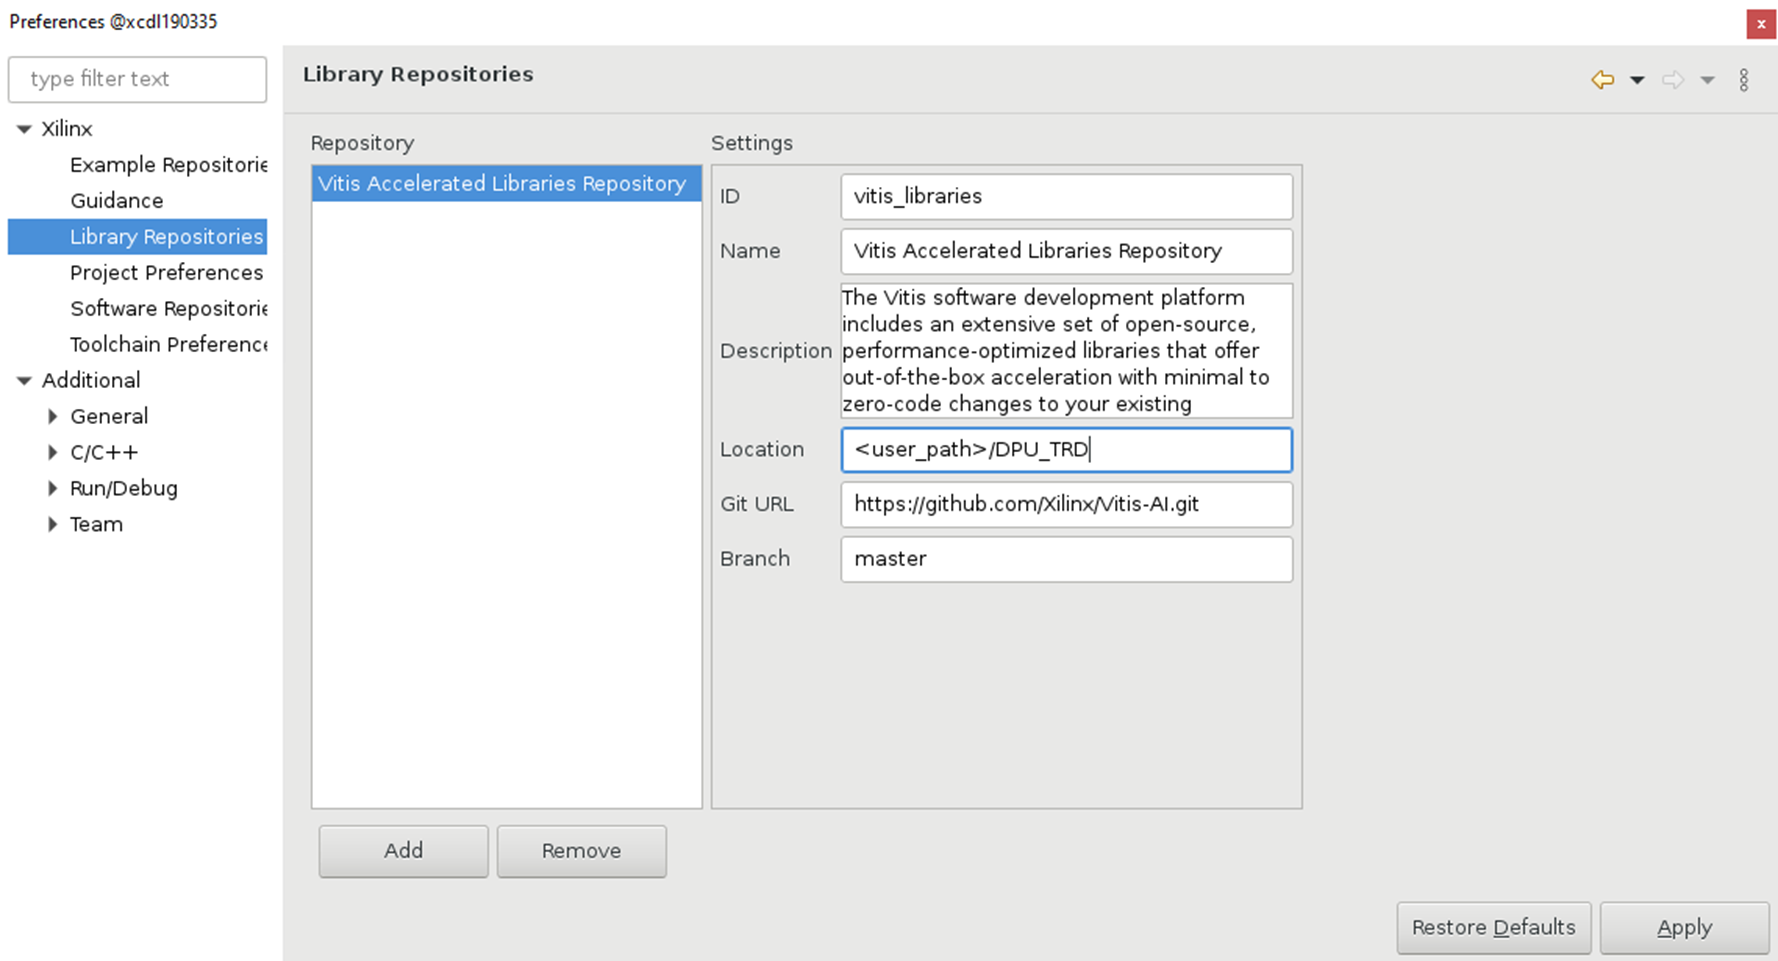 Preferences @xcdl190335
x
type filter text
Xilinx
Example Repositorie
Guidance
Library Repositories
Project Preferences
Software Repositorie
Toolchain Preference
Additional
General
C/C++
Run/Debug
Team
Library Repositories
Repository
Vitis Accelerated Libraries Repository
Add
Remove
Settings
ID
vitis_libraries
Name
Vitis Accelerated Libraries Repository
Description
The Vitis software development platform
includes an extensive set of open-source,
performance-optimized libraries that offer
out-of-the-box acceleration with minimal to
zero-code changes to your existing
Location
<user_path>/DPU_TRD
Git URL
https://github.com/Xilinx/Vitis-AI.git
Branch
master
Restore Defaults
Apply